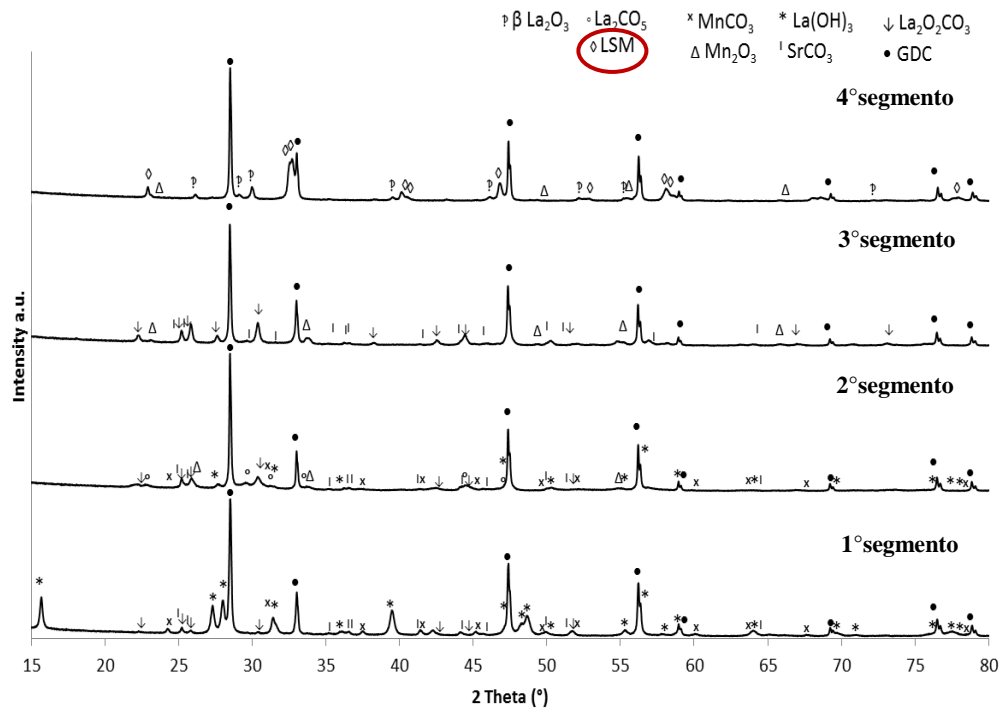 ‽ β La₂O₃ ∘ La₂CO₅ × MnCO₃ * La(OH)₃ ↓ La₂O₂CO₃
◊ LSM Δ Mn₂O₃ ı SrCO₃ • GDC
4°segmento
3°segmento
2°segmento
1°segmento
Intensity a.u.
15 20 25 30 35 40 45 50 55 60 65 70 75 80
2 Theta (°)